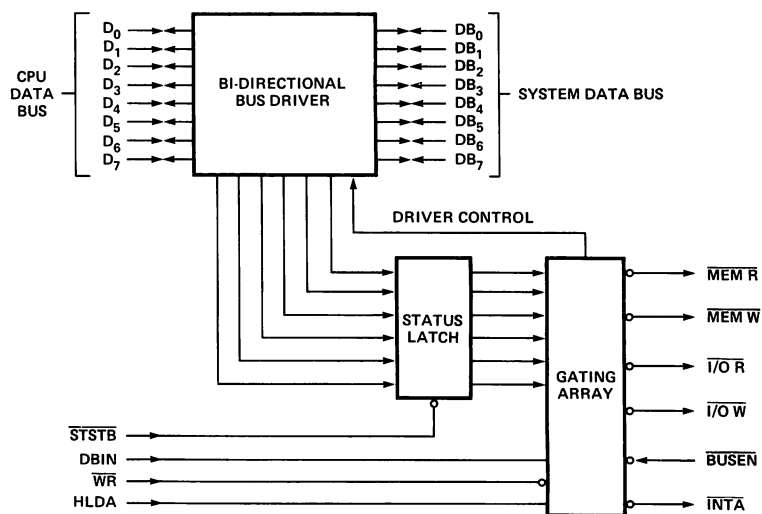 CPU
DATA
BUS
D0
D1
D2
D3
D4
D5
D6
D7
BI-DIRECTIONAL
BUS DRIVER
DB0
DB1
DB2
DB3
DB4
DB5
DB6
DB7
SYSTEM DATA BUS
DRIVER CONTROL
STATUS
LATCH
GATING
ARRAY
MEM R
MEM W
I/O R
I/O W
BUSEN
INTA
STSTB
DBIN
WR
HLDA